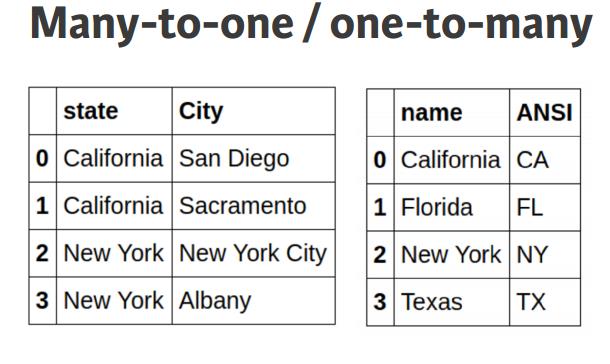 Many-to-one / one-to-many
state City
0 California San Diego
1 California Sacramento
2 New York New York City
3 New York Albany
name ANSI
0 California CA
1 Florida FL
2 New York NY
3 Texas TX